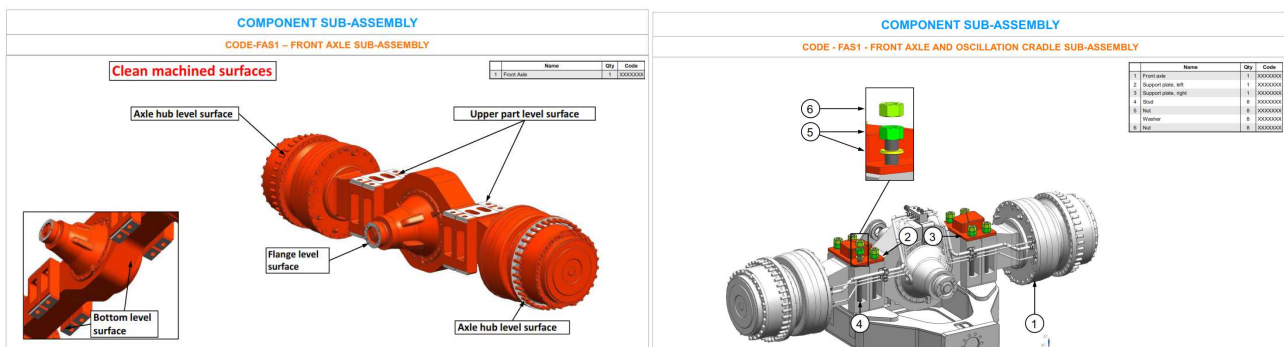 COMPONENT SUB-ASSEMBLY
CODE-FAS1 – FRONT AXLE SUB-ASSEMBLY
Clean machined surfaces
Name Qty Code
1 Front Axle 1 XXXXXXX
Axle hub level surface
Upper part level surface
Flange level
surface
Bottom level
surface
Axle hub level surface
COMPONENT SUB-ASSEMBLY
CODE - FAS1 - FRONT AXLE AND OSCILLATION CRADLE SUB-ASSEMBLY
Name Qty Code
1 Front axle 1 XXXXXXX
2 Support plate, left 1 XXXXXXX
3 Support plate, right 1 XXXXXXX
4 Stud 8 XXXXXXX
5 Nut 8 XXXXXXX
Washer 8 XXXXXXX
6 Nut 8 XXXXXXX
6
5
2
3
4
1